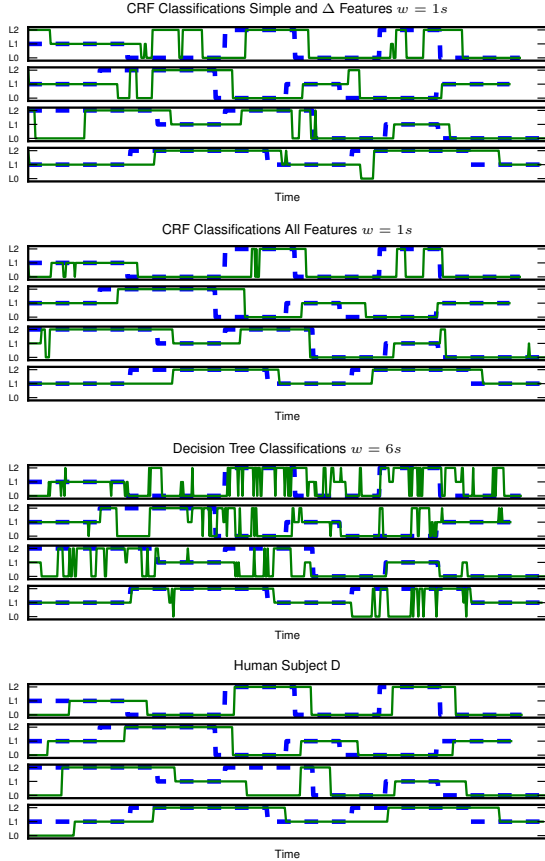 CRF Classifications Simple and Δ Features w = 1s
L2
L1
L0
L2
L1
L0
L2
L1
L0
L2
L1
L0
Time
CRF Classifications All Features w = 1s
L2
L1
L0
L2
L1
L0
L2
L1
L0
L2
L1
L0
Time
Decision Tree Classifications w = 6s
L2
L1
L0
L2
L1
L0
L2
L1
L0
L2
L1
L0
Time
Human Subject D
L2
L1
L0
L2
L1
L0
L2
L1
L0
L2
L1
L0
Time